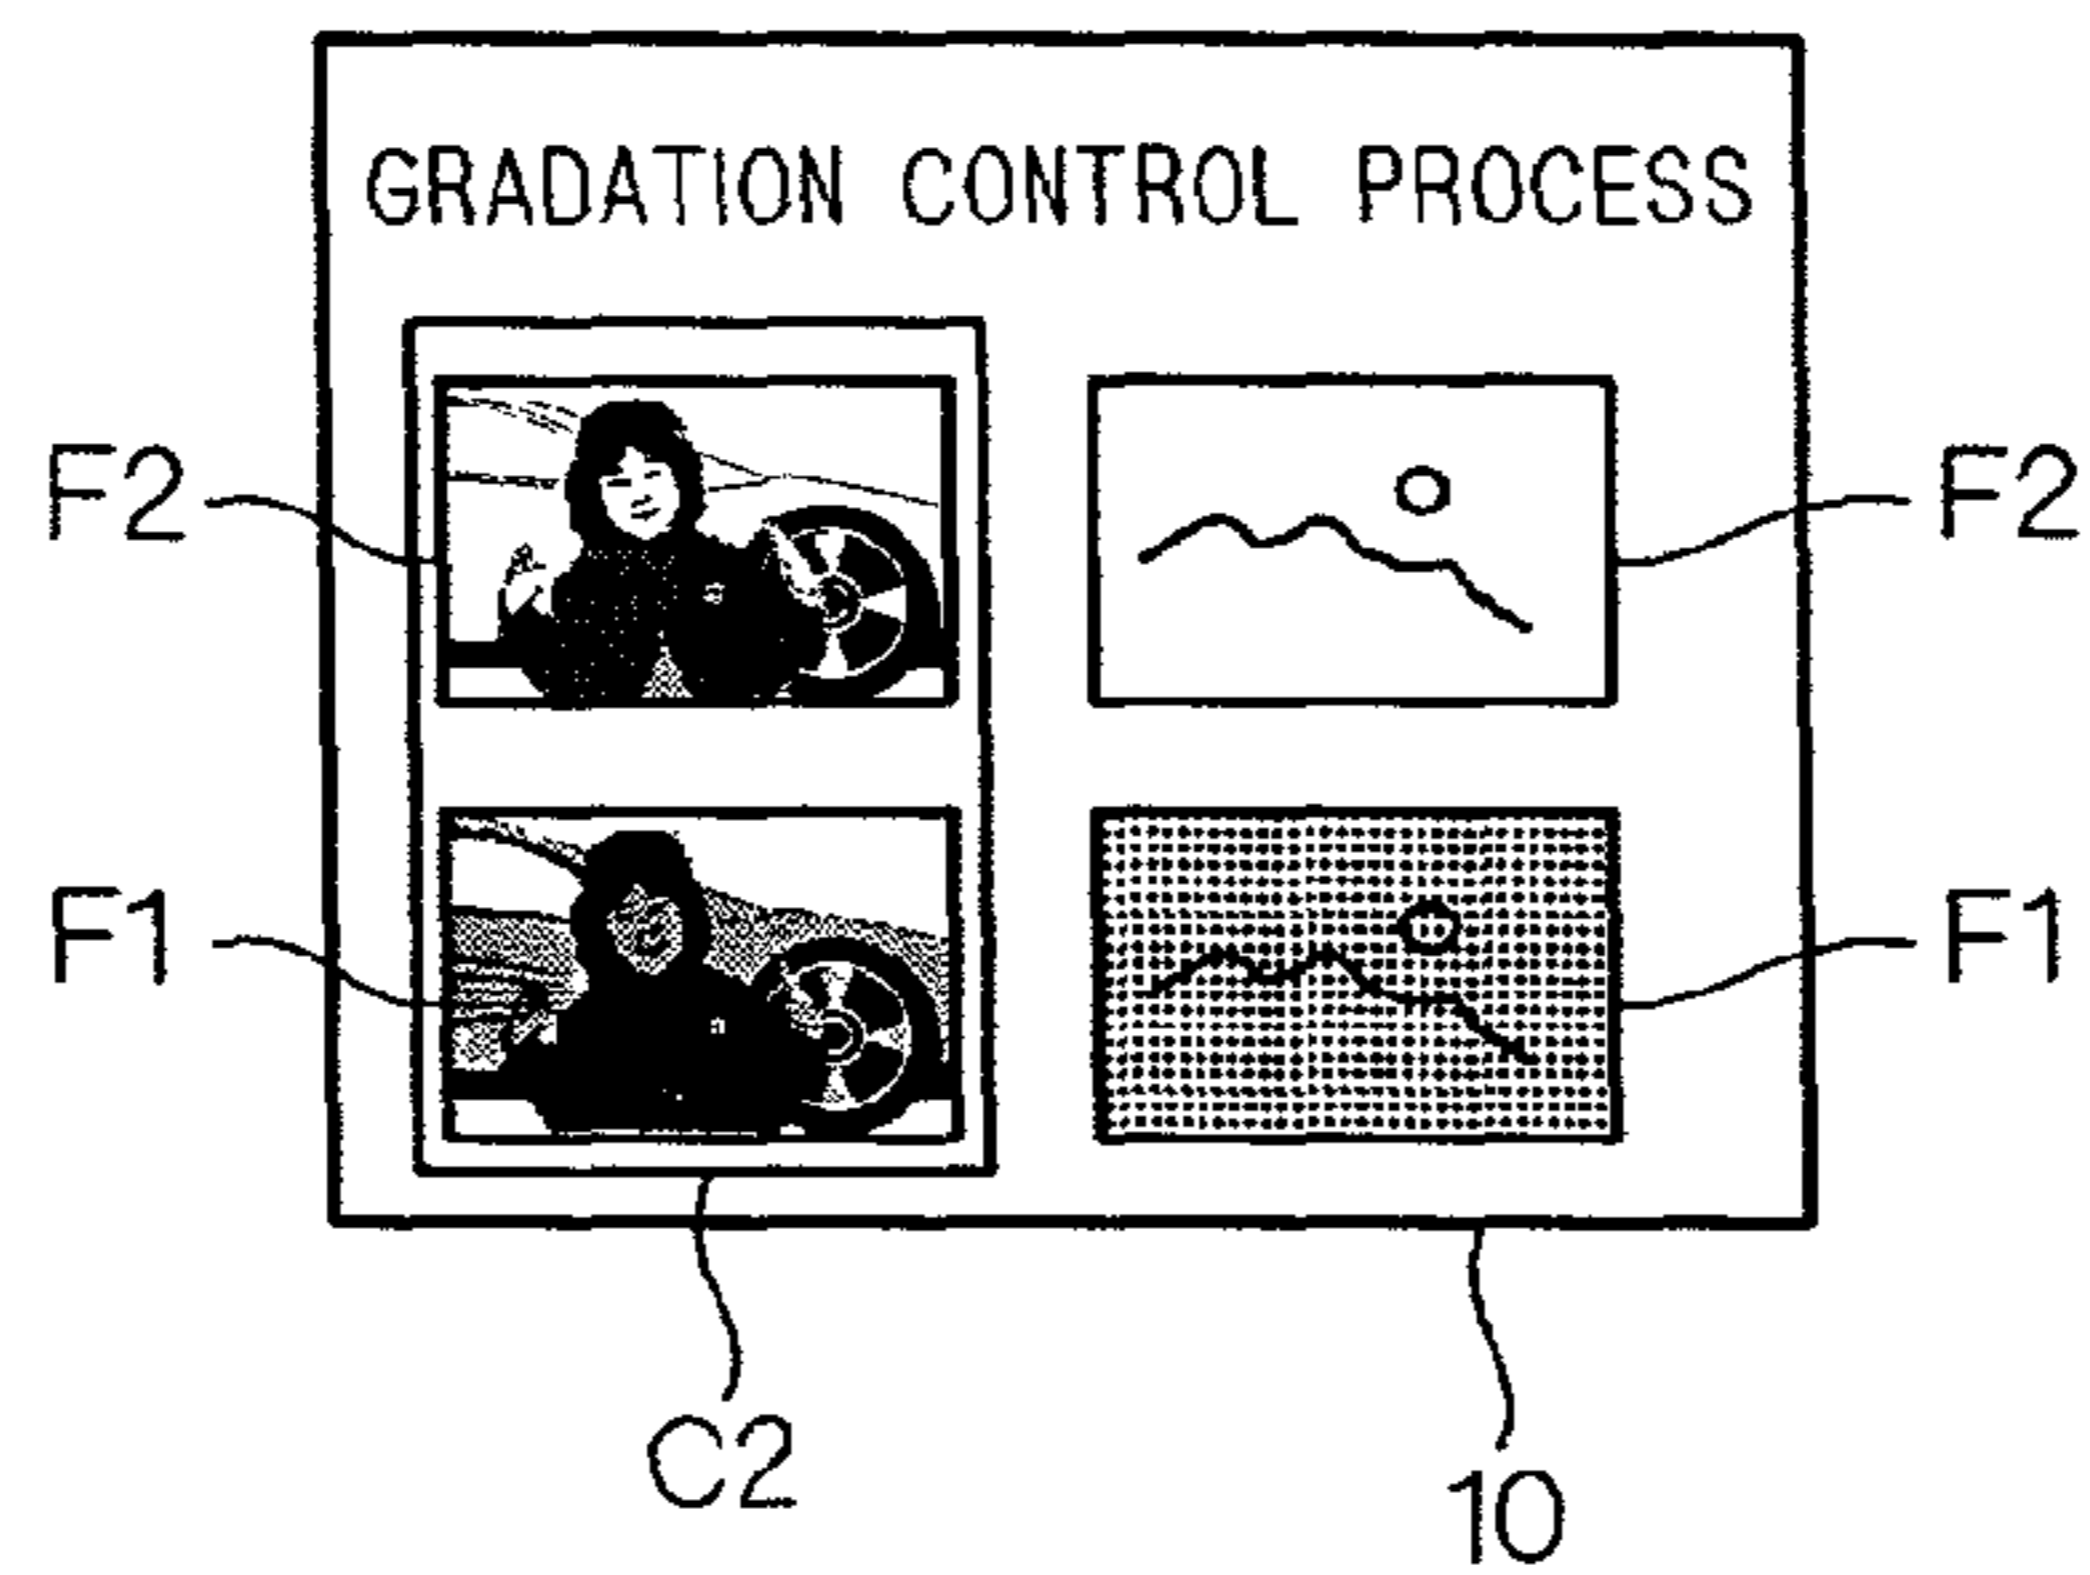 GRADATION CONTROL PROCESS
F2 F2
F1 F1
C2
10